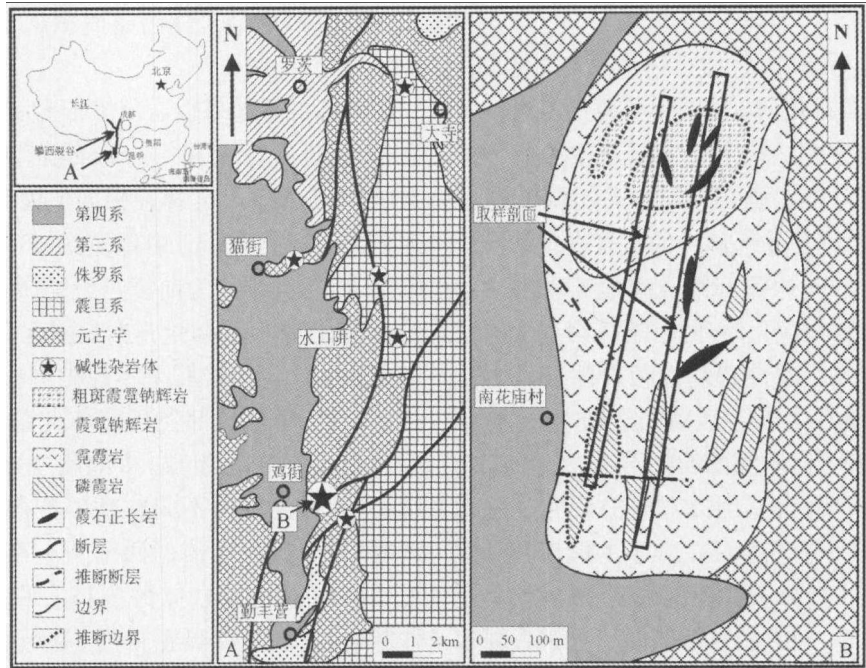 北京
长江
成都
贵阳
昆明
攀西裂谷
A
第四系
第三系
侏罗系
震旦系
元古宇
碱性杂岩体
粗斑霞霓钠辉岩
霞霓钠辉岩
霓霞岩
磷霞岩
霞石正长岩
断层
推断断层
边界
推断边界
N
罗茨
大寺
猫街
水口阱
鸡街
B
勤丰营
A
0 1 2 km
N
取样剖面
南花庙村
0 50 100 m
B